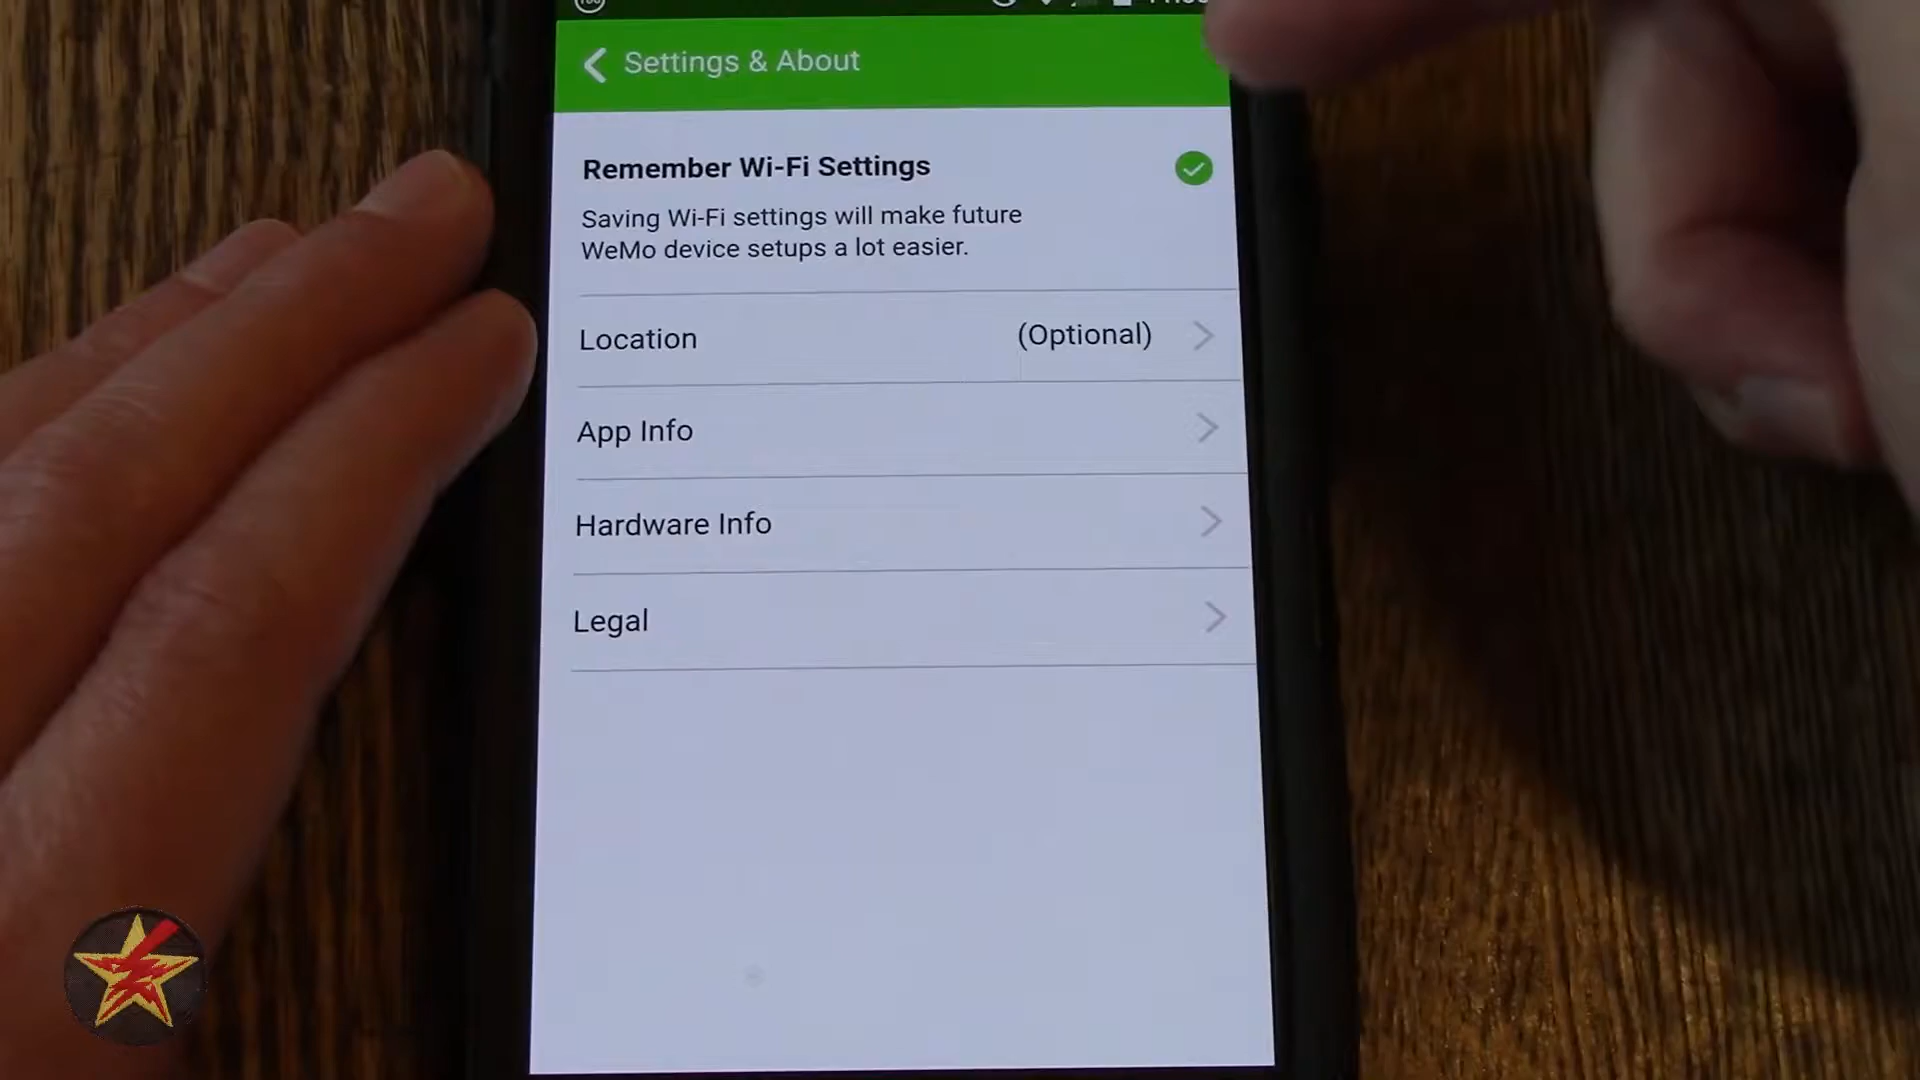 Settings & About
Remember Wi-Fi Settings
Saving Wi-Fi settings will make future
WeMo device setups a lot easier.
Location (Optional)
App Info
Hardware Info
Legal